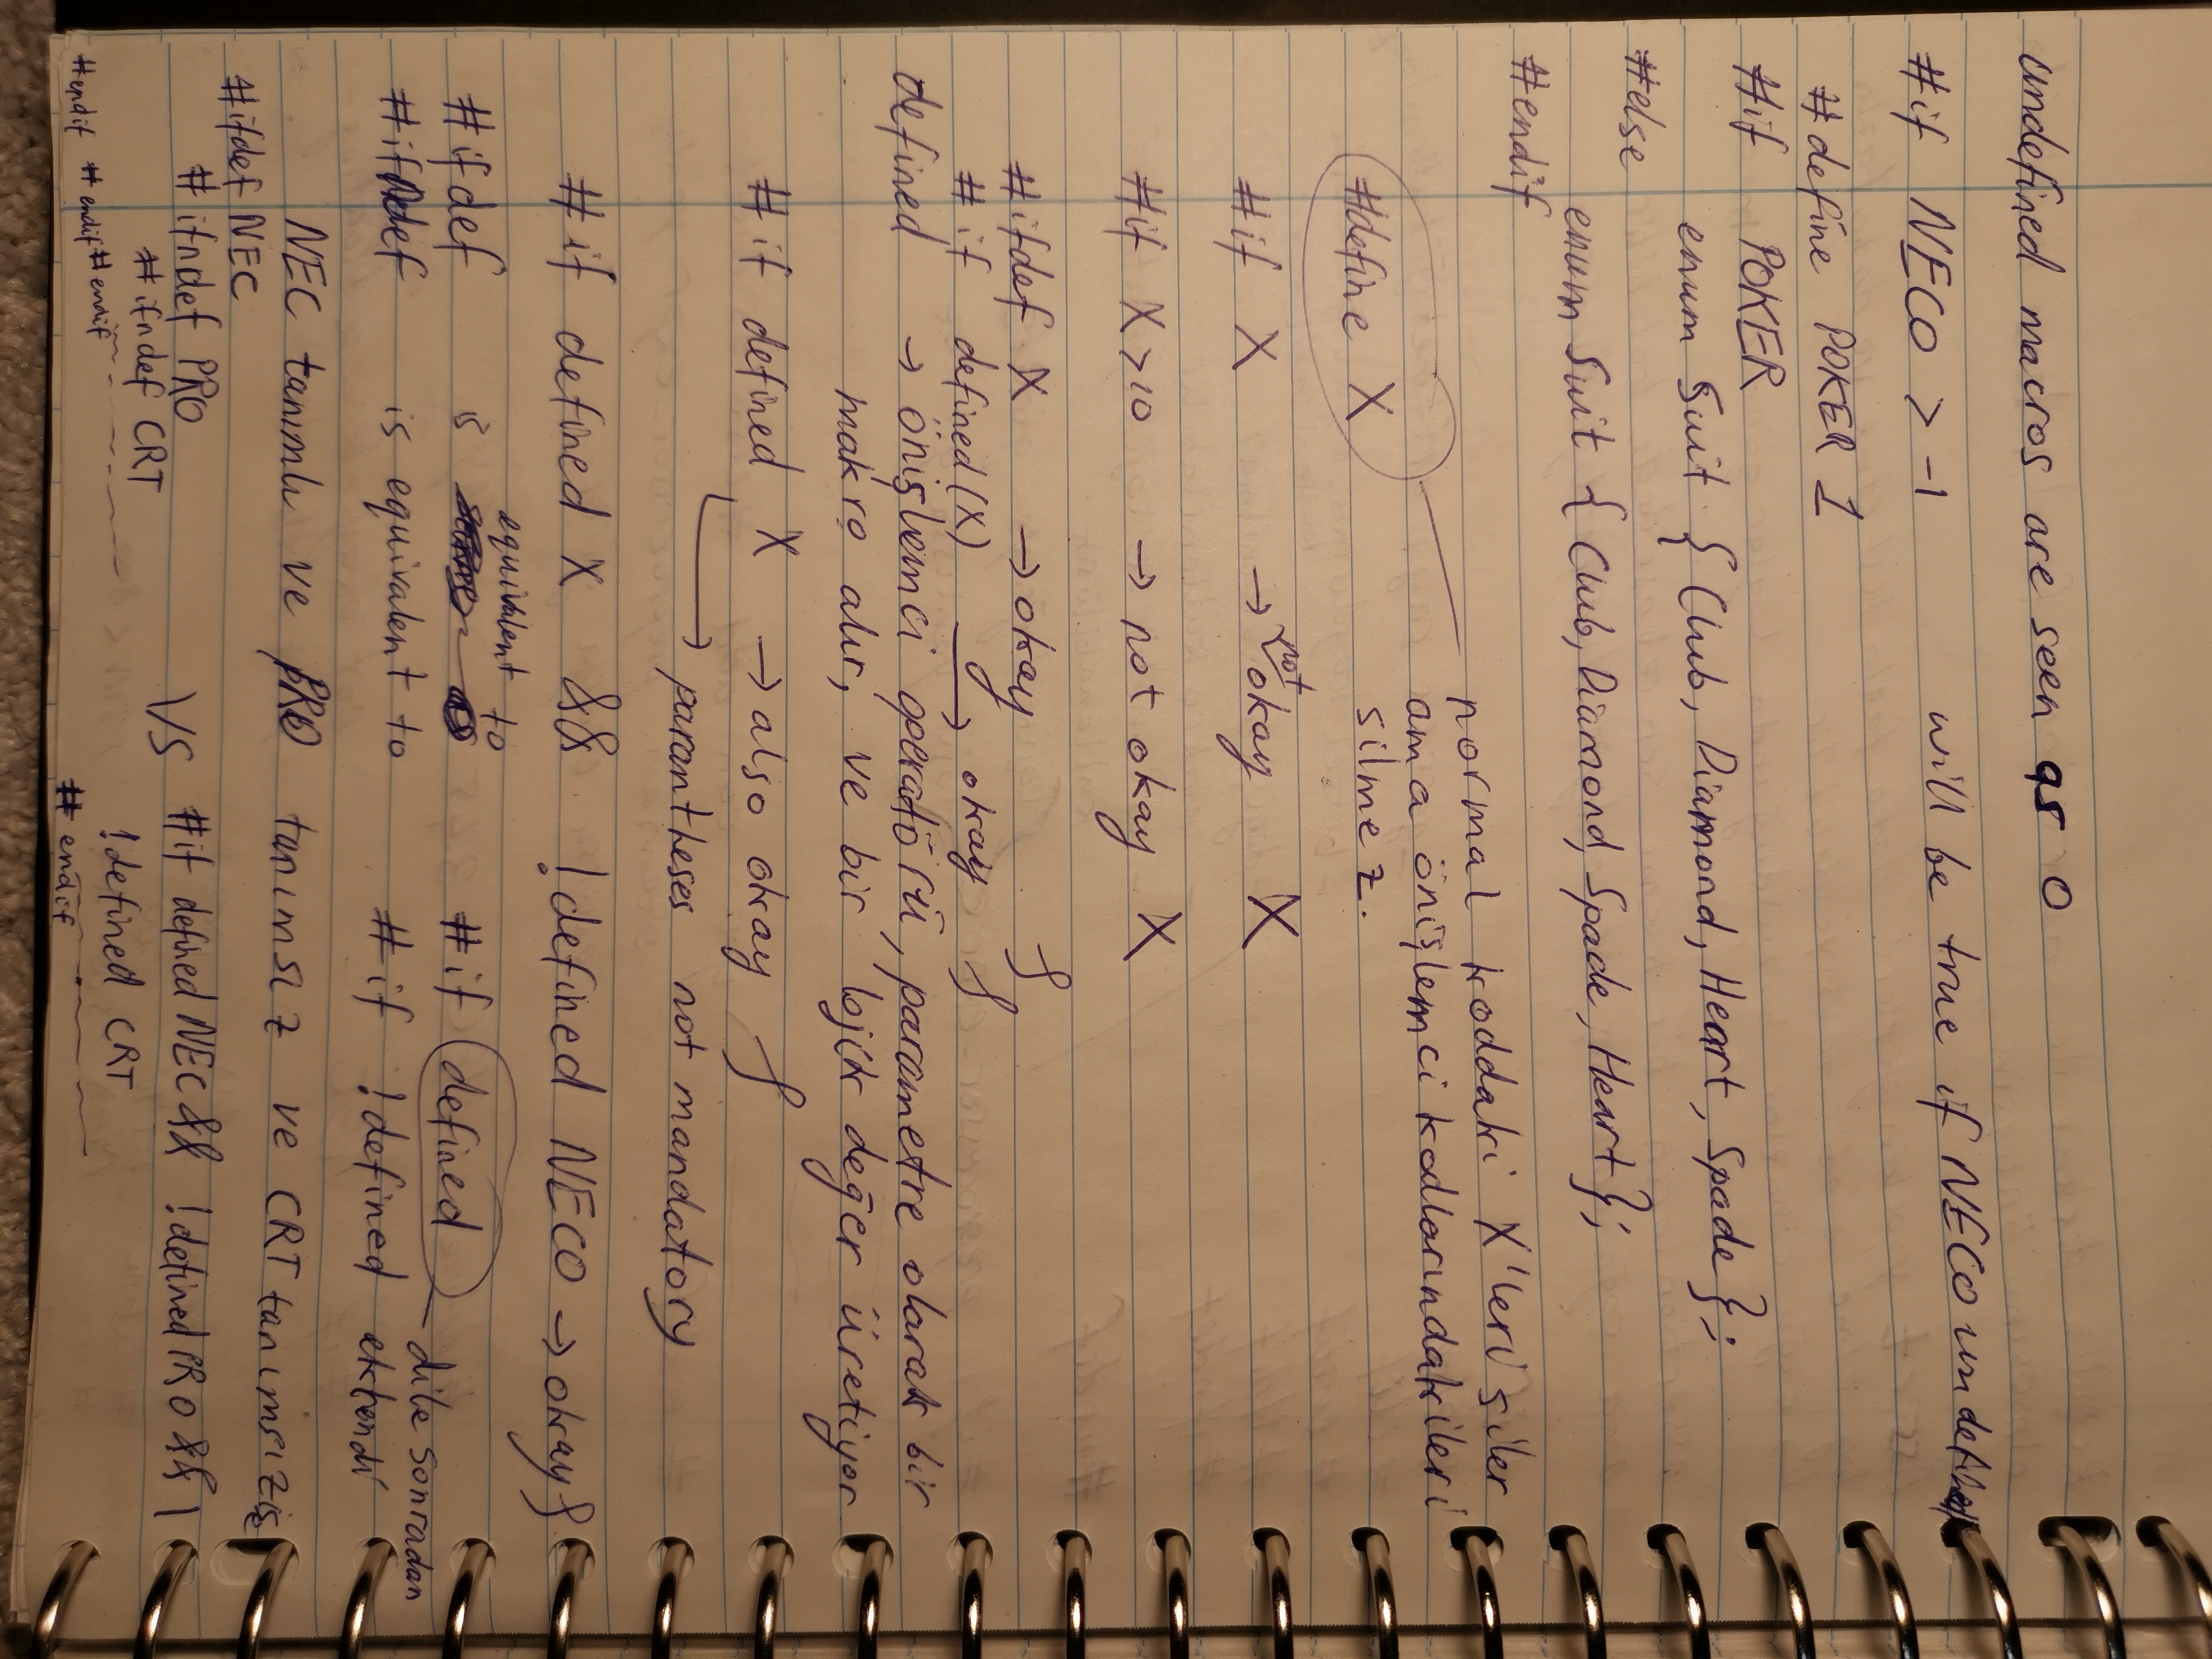 undefined macros are seen as 0
#if NECO > -1 will be true if NECO undefined
#define POKER 1
#if POKER
enum Suit { Club, Diamond, Heart, Spade };
#else
enum Suit { Club, Diamond, Spade, Heart };
#endif
normal koddaki X'leri siler
ama önişlemci kodlarındakileri
silmez.
#define X
#if X → not okay X
#if X>10 → not okay X
#ifdef X → okay
#if defined(X) → okay
defined → önişlemci operatörü, parametre olarak bir
makro alır, ve bir lojik değer üretiyor
#if defined X → also okay
parantheses not mandatory
#if defined X && !defined NECO → okay
#ifdef is equivalent to #if defined
dile sonradan
#ifndef is equivalent to #if !defined eklendi
NEC tanımlı ve PRO tanımsız ve CRT tanımsız ise
#ifdef NEC
#ifndef PRO VS #if defined NEC && !defined PRO && \
#ifndef CRT
!defined CRT
#endif #endif #endif
#endif